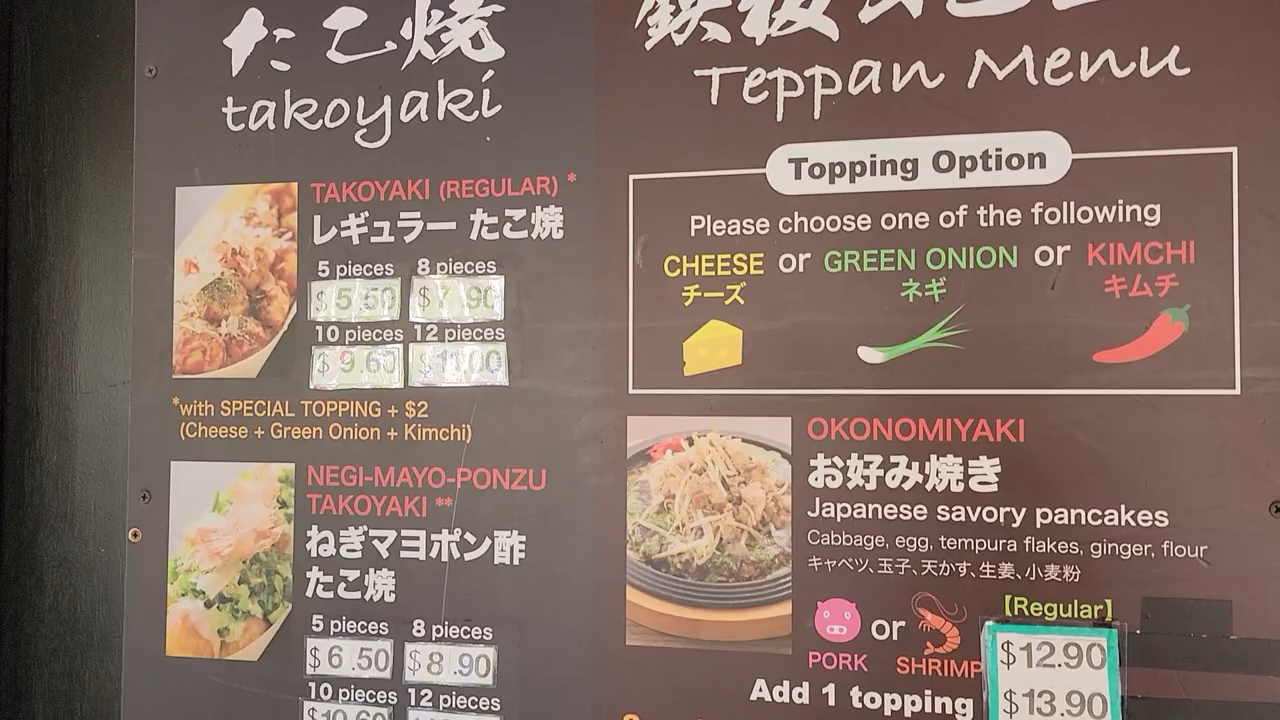 たこ焼
takoyaki
TAKOYAKI (REGULAR) *
レギュラー たこ焼
5 pieces 8 pieces
$5.50 $7.90
10 pieces 12 pieces
$9.60
*with SPECIAL TOPPING + $2
(Cheese + Green Onion + Kimchi)
NEGI-MAYO-PONZU
TAKOYAKI **
ねぎマヨポン酢
たこ焼
5 pieces 8 pieces
$6.50 $8.90
10 pieces 12 pieces
Teppan Menu
Topping Option
Please choose one of the following
CHEESE or GREEN ONION or KIMCHI
チーズ ネギ キムチ
OKONOMIYAKI
お好み焼き
Japanese savory pancakes
Cabbage, egg, tempura flakes, ginger, flour
キャベツ、玉子、天かす、生姜、小麦粉
【Regular】
PORK or SHRIMP
$12.90
Add 1 topping $13.90